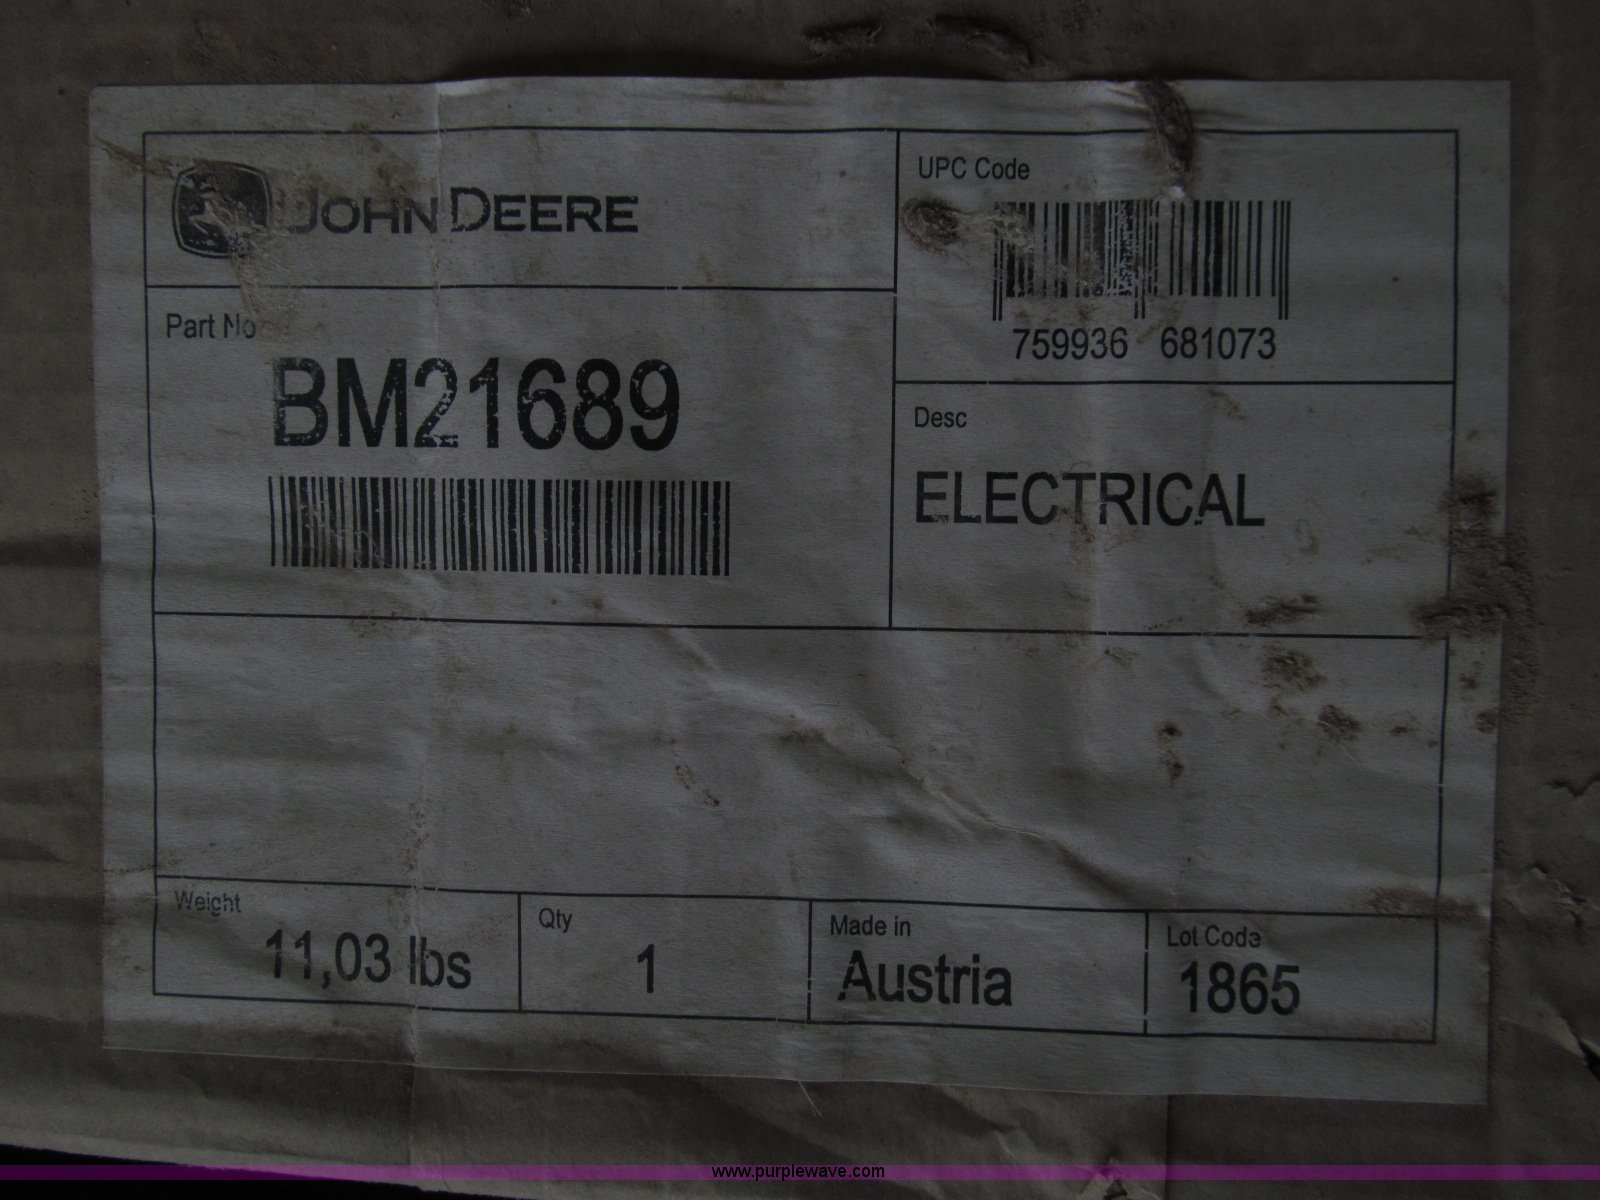 JOHN DEERE
Part No
BM21689
UPC Code
759936 681073
Desc
ELECTRICAL
Weight
11,03 lbs
Qty
1
Made in
Austria
Lot Code
1865
www.purplewave.com